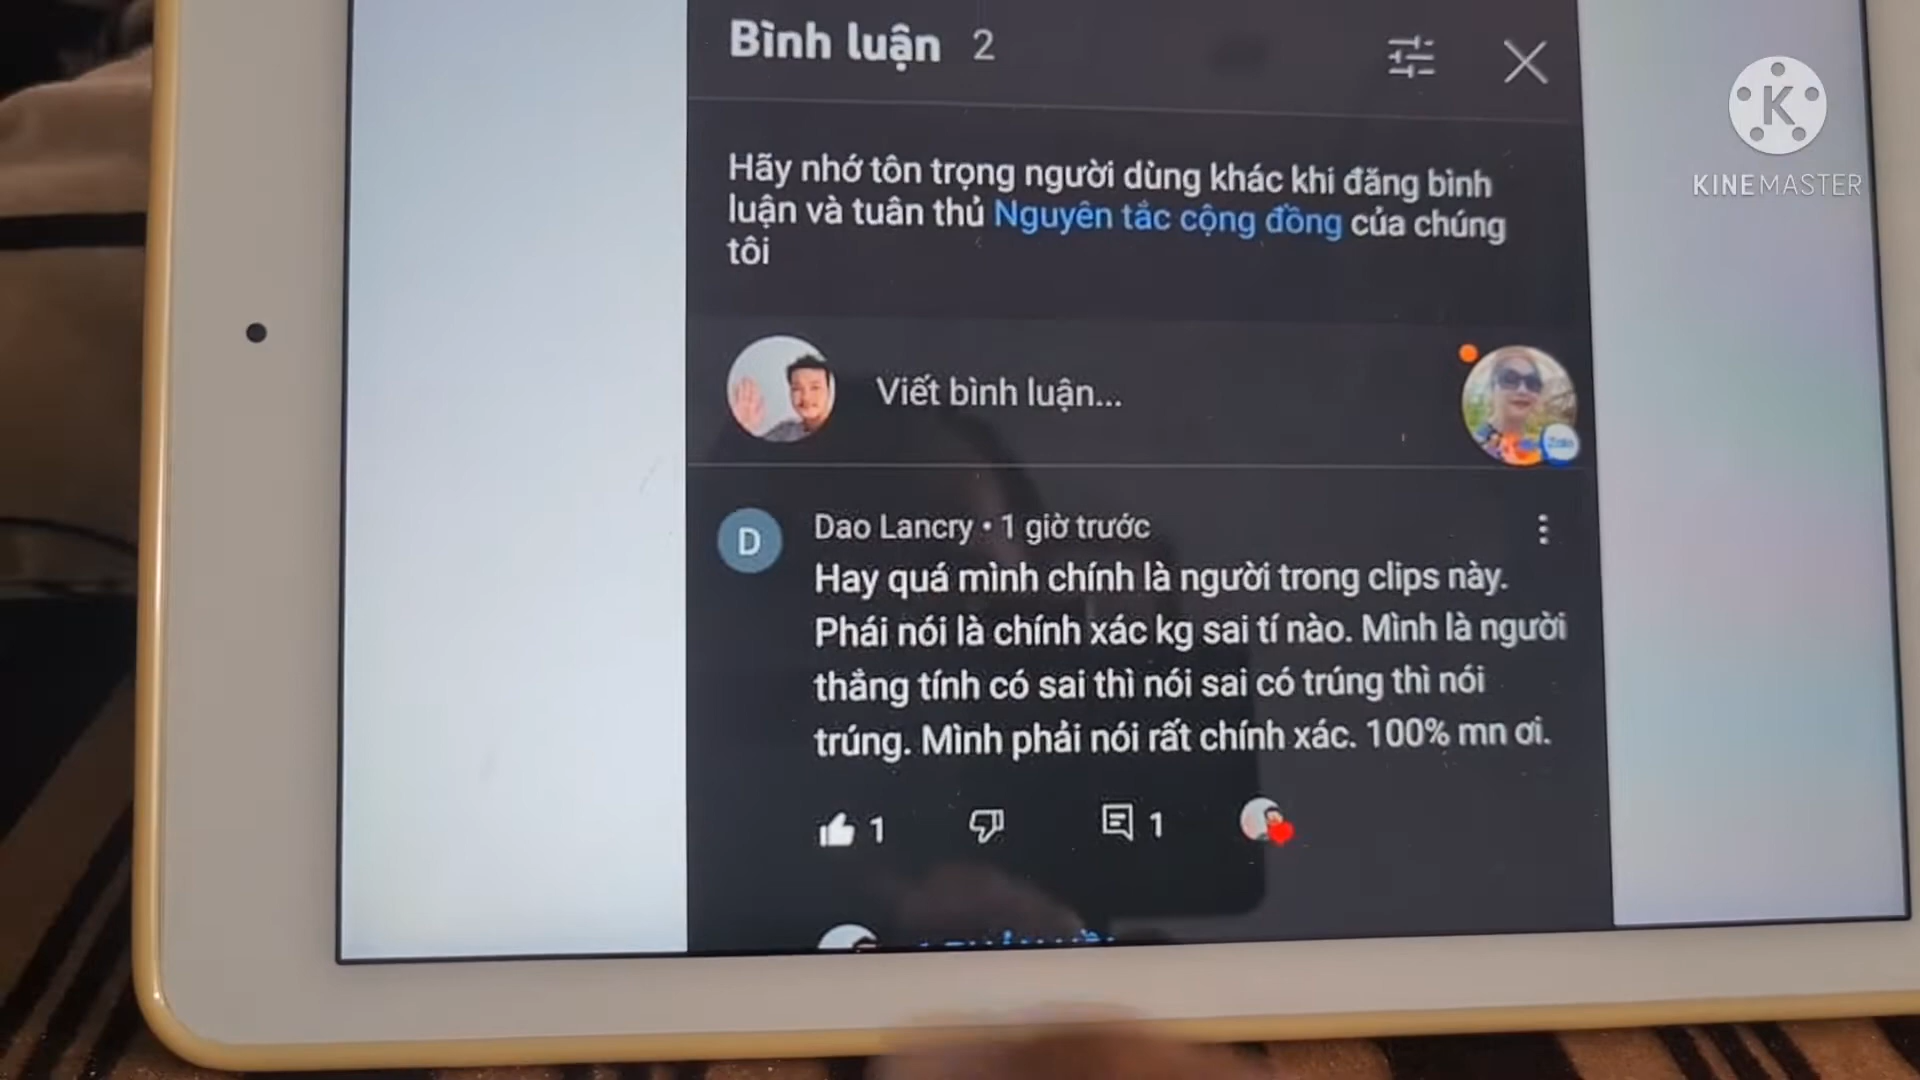 Bình luận 2
KINEMASTER
Hãy nhớ tôn trọng người dùng khác khi đăng bình
luận và tuân thủ Nguyên tắc cộng đồng của chúng
tôi
Viết bình luận...
Zalo
D
Dao Lancry • 1 giờ trước
Hay quá mình chính là người trong clips này.
Phái nói là chính xác kg sai tí nào. Mình là người
thẳng tính có sai thì nói sai có trúng thì nói
trúng. Mình phải nói rất chính xác. 100% mn ơi.
1 1